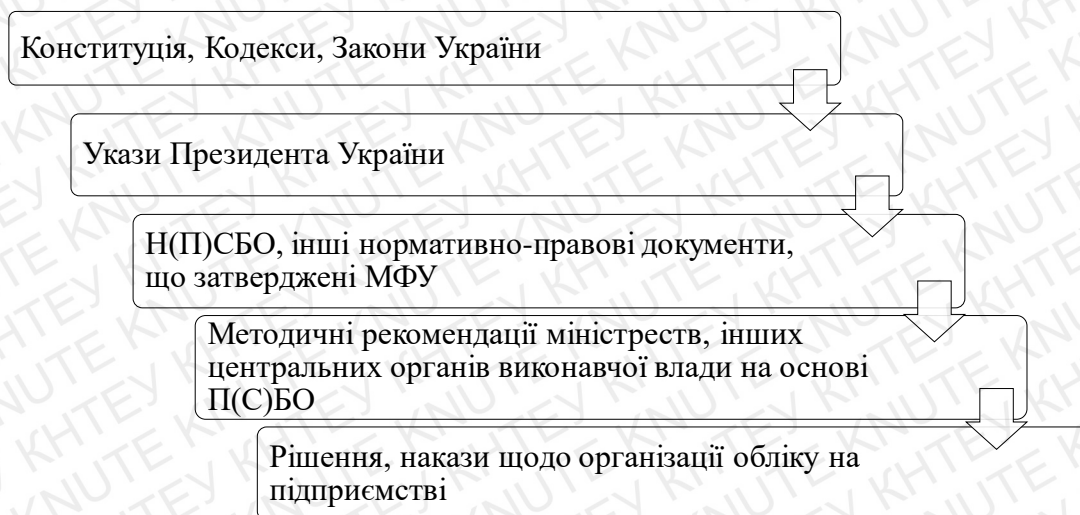 Конституція, Кодекси, Закони України
Укази Президента України
Н(П)СБО, інші нормативно-правові документи,
що затверджені МФУ
Методичні рекомендації міністреств, інших
центральних органів виконавчої влади на основі
П(С)БО
Рішення, накази щодо організації обліку на
підприємстві